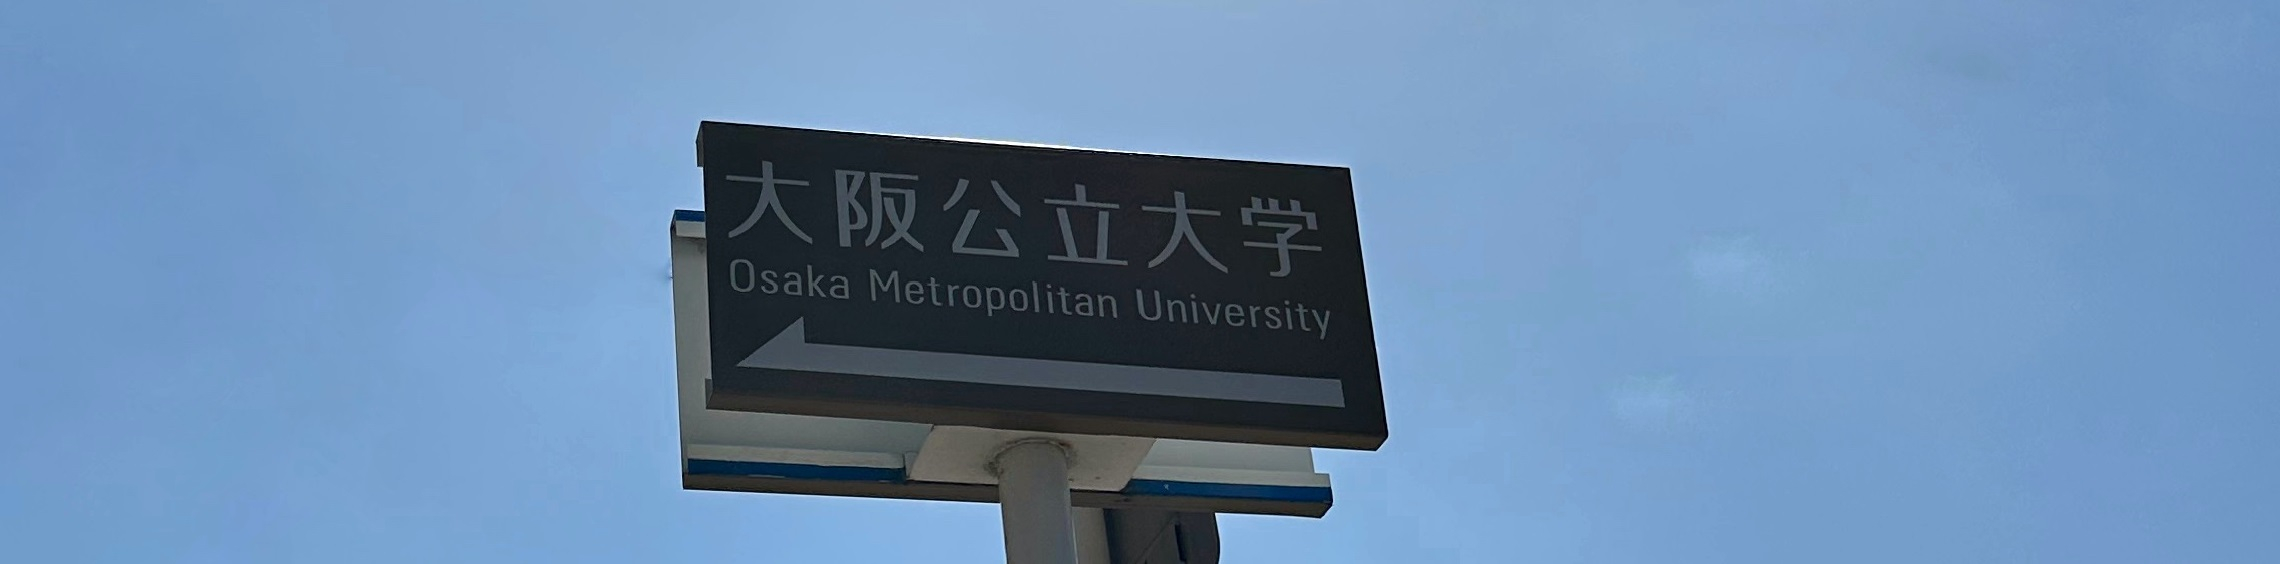 大阪公立大学
Osaka Metropolitan University